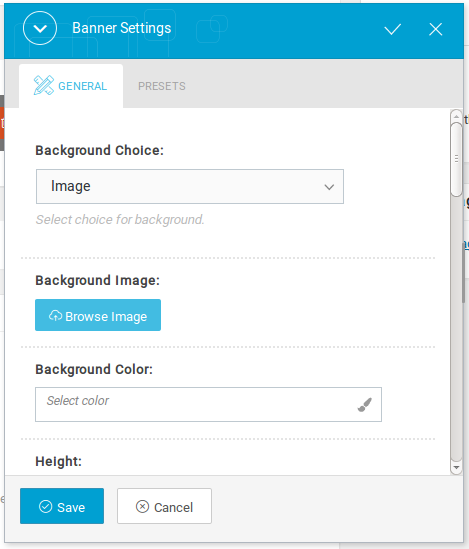 Banner Settings
GENERAL
PRESETS
Background Choice:
Image
Select choice for background.
Background Image:
Browse Image
Background Color:
Select color
Height:
Save
Cancel